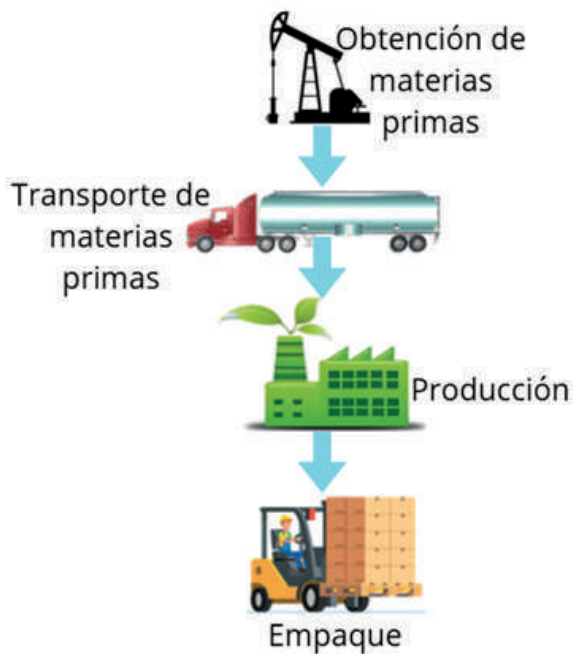 Obtención de
materias
primas
Transporte de
materias
primas
Producción
Empaque